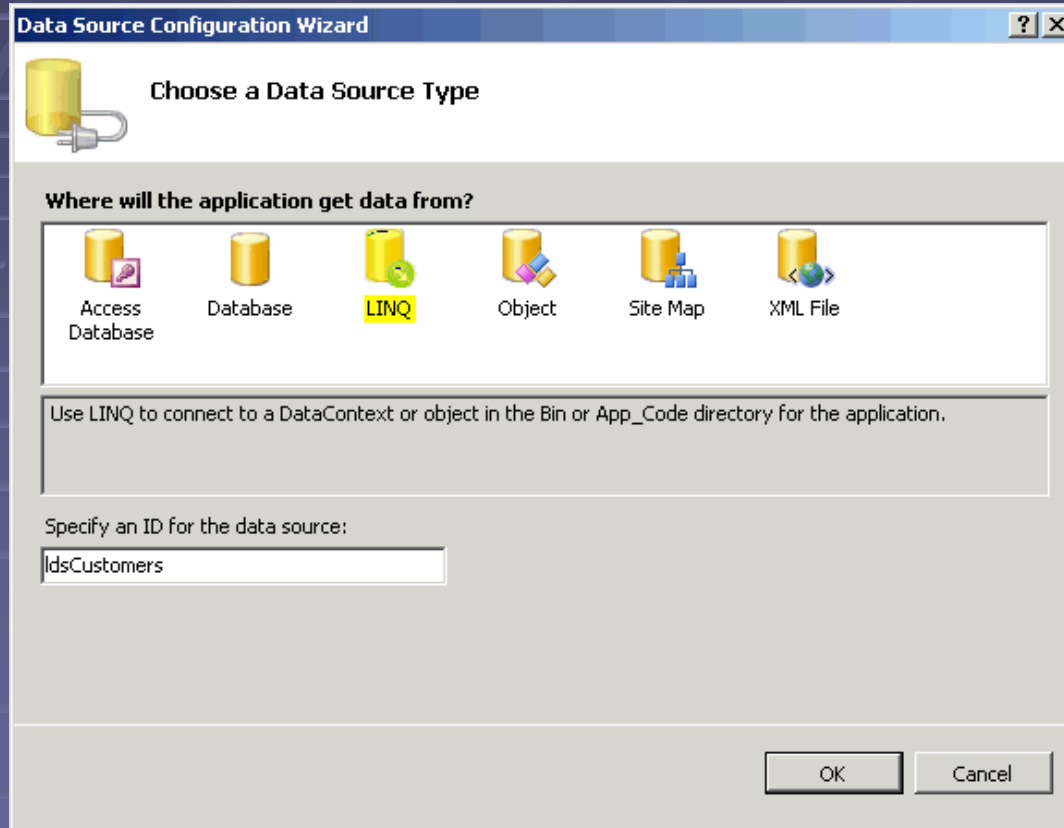 Data Source Configuration Wizard
Choose a Data Source Type
Where will the application get data from?
Access
Database
Database
LINQ
Object
Site Map
XML File
Use LINQ to connect to a DataContext or object in the Bin or App_Code directory for the application.
Specify an ID for the data source:
ldsCustomers
OK
Cancel